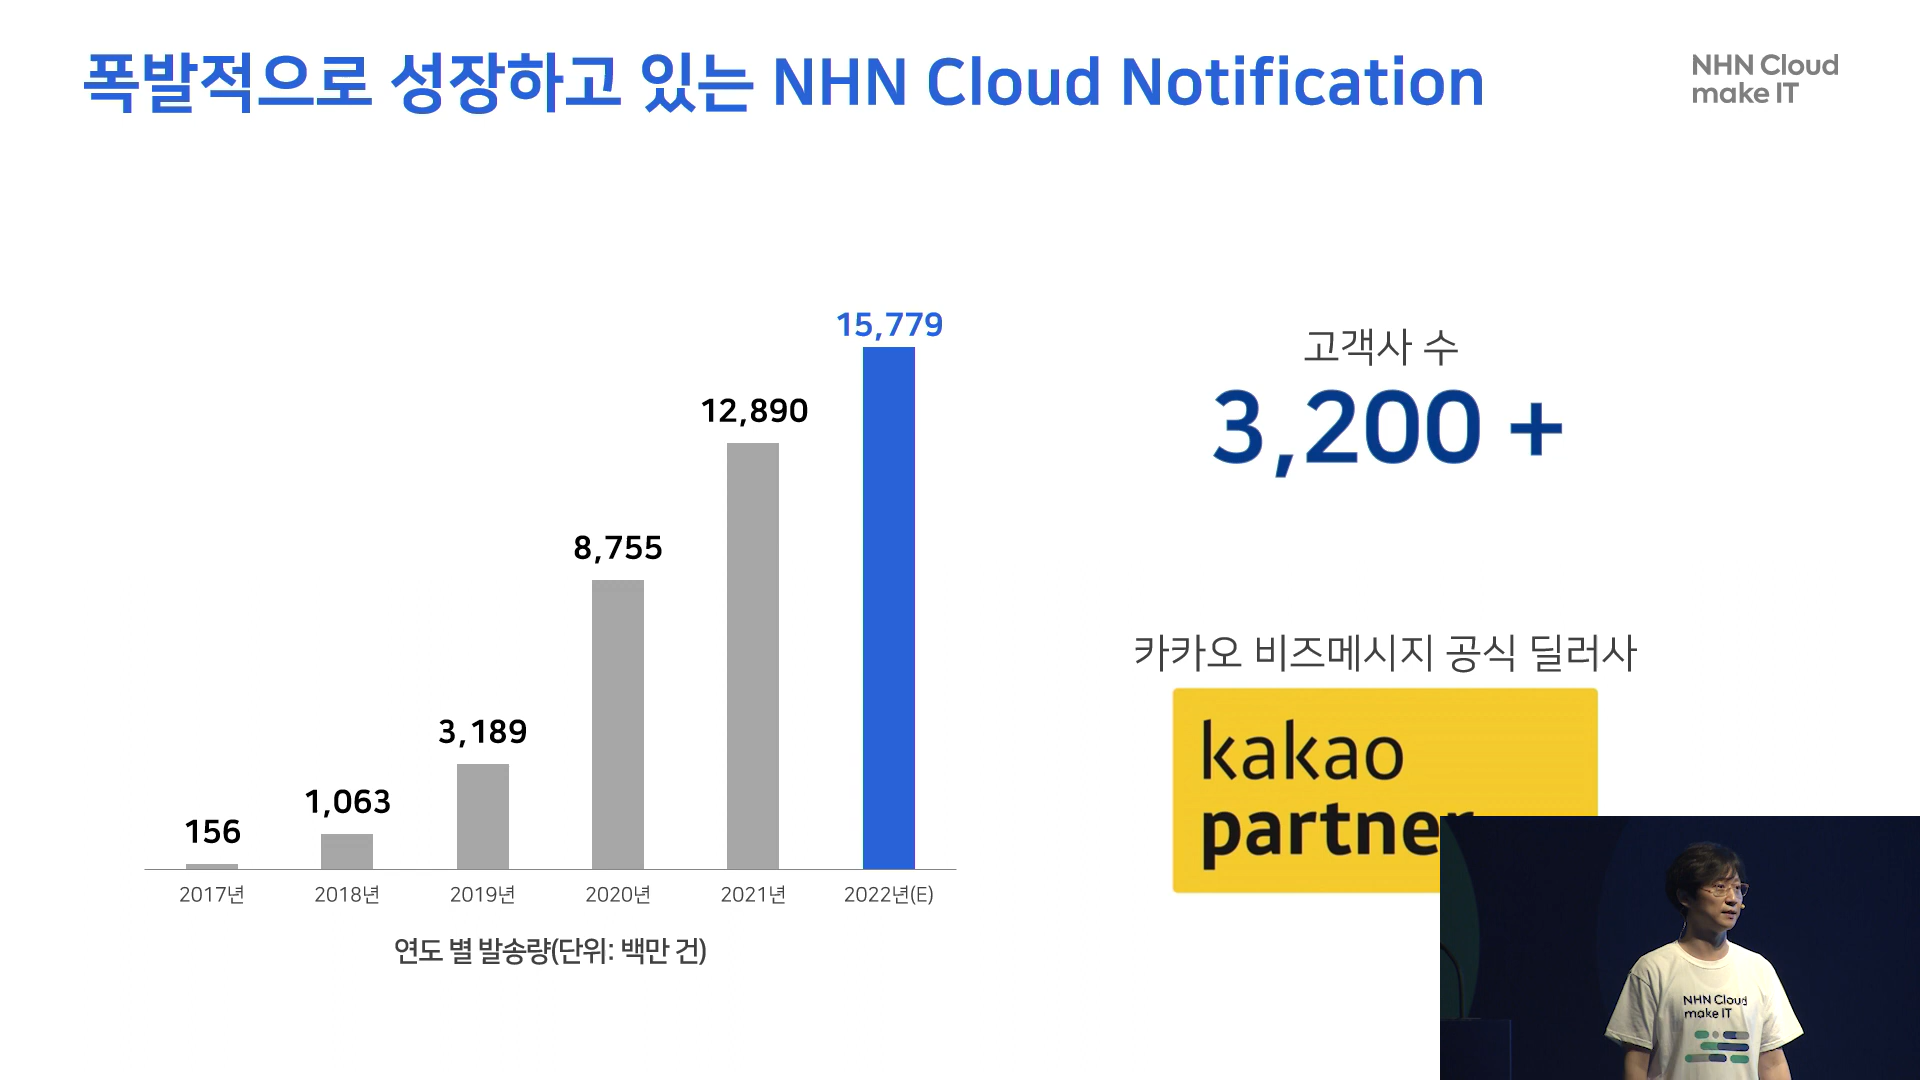 폭발적으로 성장하고 있는 NHN Cloud Notification
NHN Cloud
make IT
15,779
12,890
8,755
3,189
1,063
156
2017년
2018년
2019년
2020년
2021년
2022년(E)
연도 별 발송량(단위: 백만 건)
고객사 수
3,200 +
카카오 비즈메시지 공식 딜러사
kakao
partner
NHN Cloud
make IT